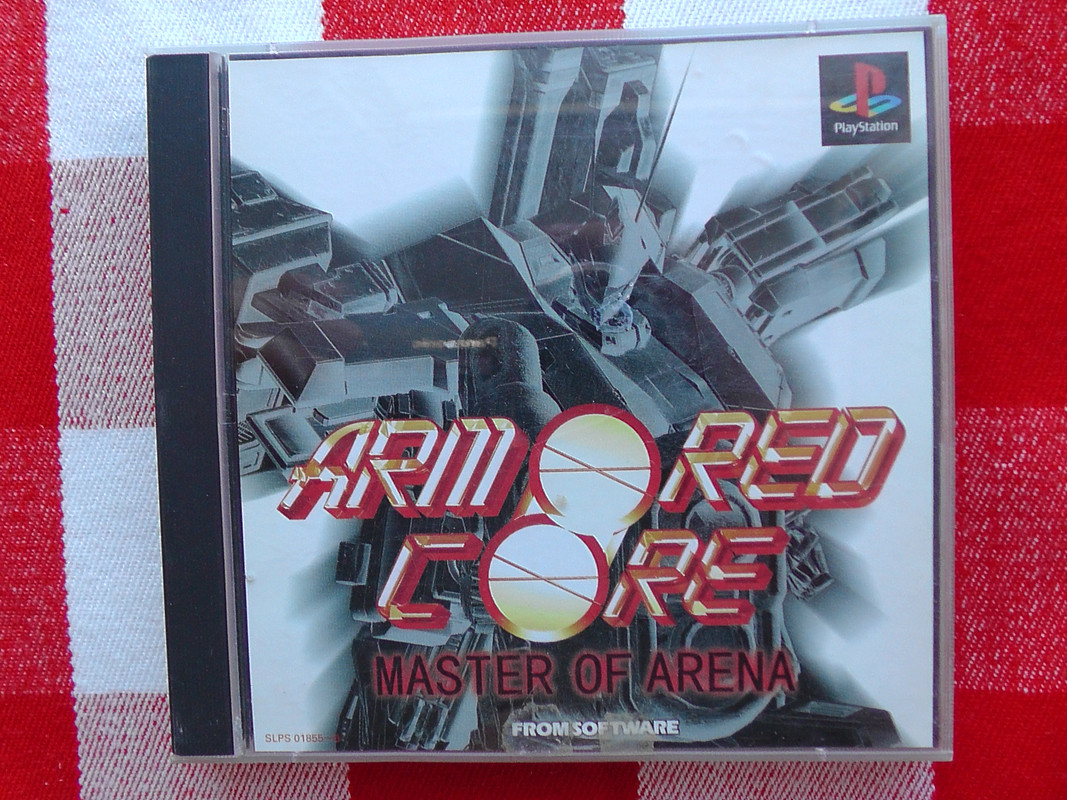 PlayStation
ARMORED
CORE
MASTER OF ARENA
FROM SOFTWARE
SLPS 01855~